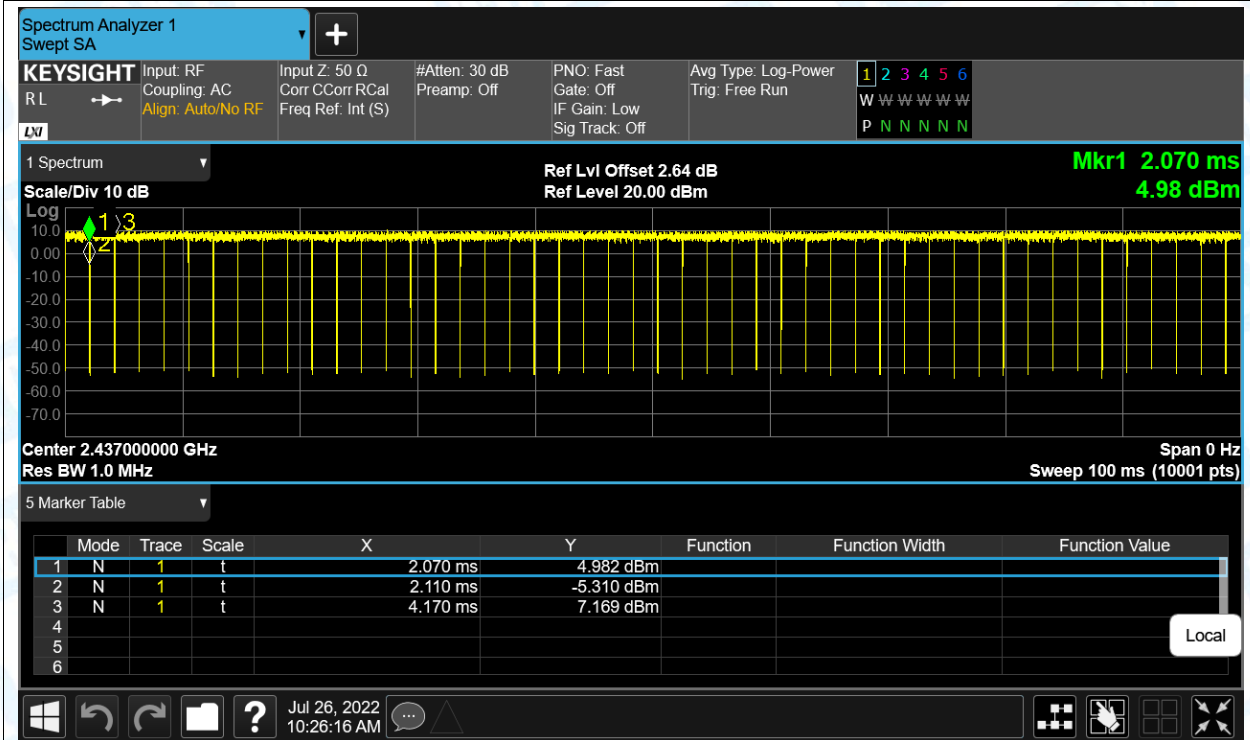 Spectrum Analyzer 1
Swept SA
KEYSIGHT
R L
LXI
Input: RF
Coupling: AC
Align: Auto/No RF
Input Z: 50 Ω
Corr CCorr RCal
Freq Ref: Int (S)
#Atten: 30 dB
Preamp: Off
PNO: Fast
Gate: Off
IF Gain: Low
Sig Track: Off
Avg Type: Log-Power
Trig: Free Run
1 2 3 4 5 6
W W W W W W
P N N N N N
1 Spectrum
Scale/Div 10 dB
Ref Lvl Offset 2.64 dB
Ref Level 20.00 dBm
Mkr1 2.070 ms
4.98 dBm
Log
10.0
0.00
-10.0
-20.0
-30.0
-40.0
-50.0
-60.0
-70.0
1 3
2
Center 2.437000000 GHz
Res BW 1.0 MHz
Span 0 Hz
Sweep 100 ms (10001 pts)
5 Marker Table
Mode Trace Scale X Y Function Function Width Function Value
1 N 1 t 2.070 ms 4.982 dBm
2 N 1 t 2.110 ms -5.310 dBm
3 N 1 t 4.170 ms 7.169 dBm
4
5
6
Local
?
Jul 26, 2022
10:26:16 AM